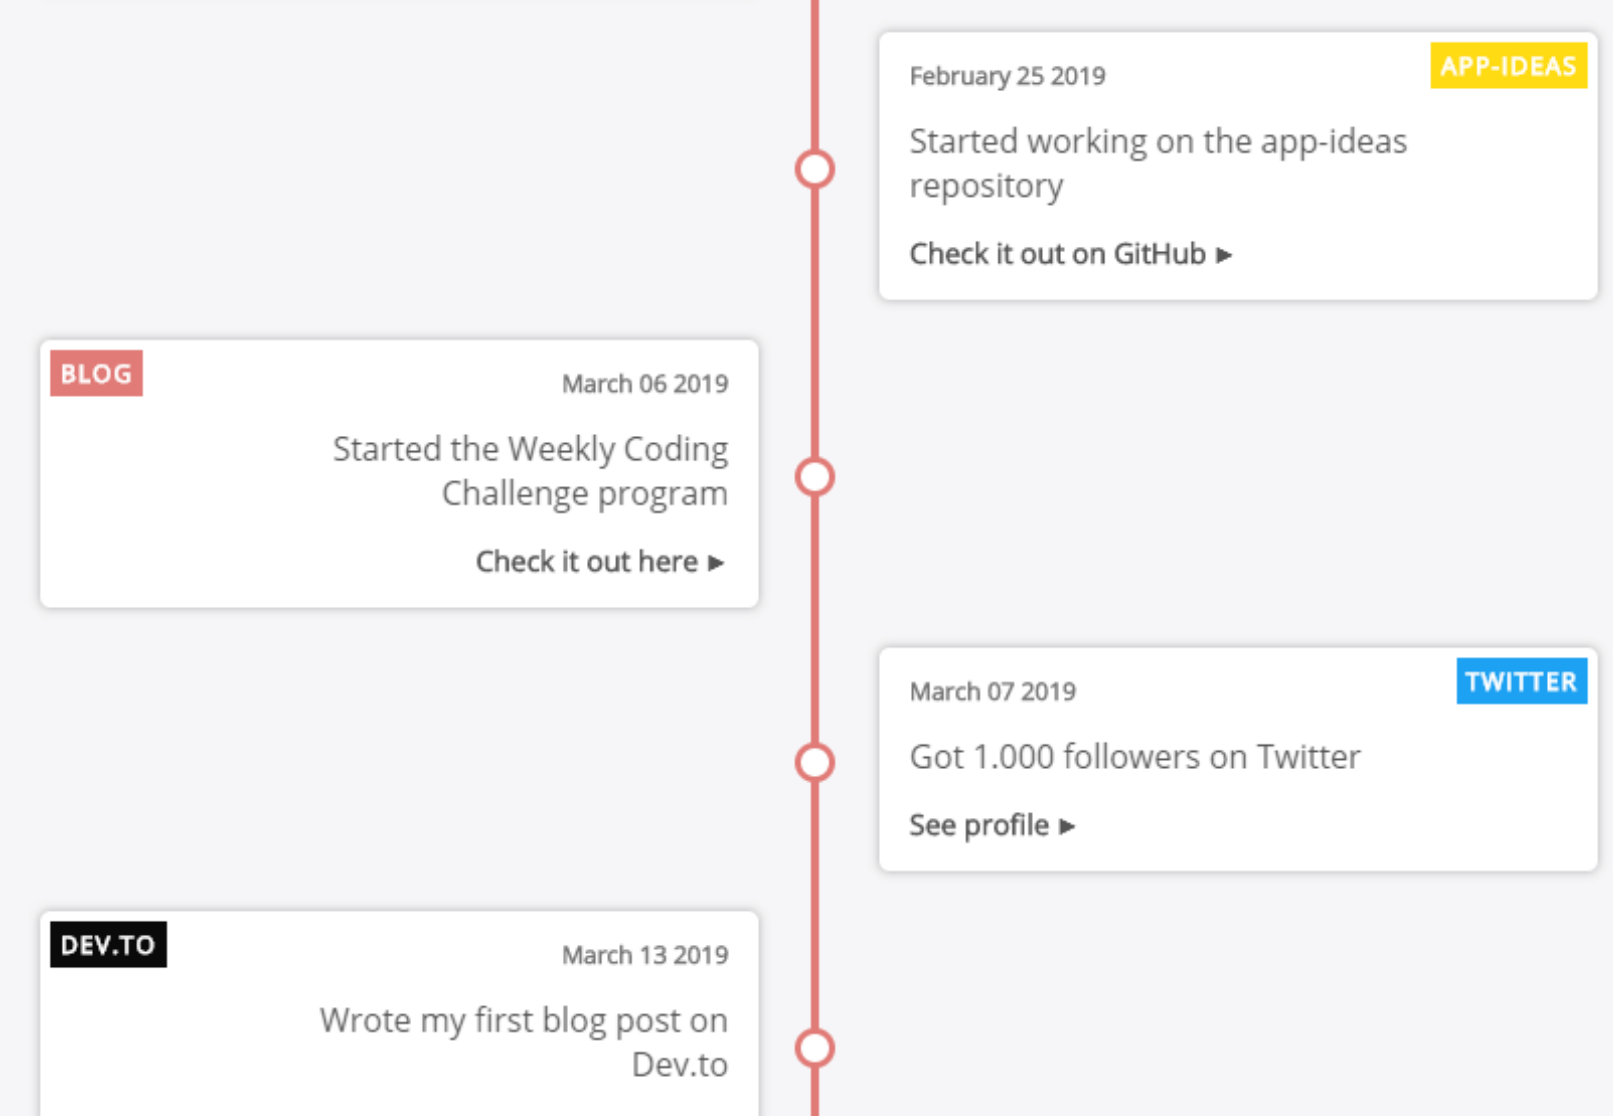 February 25 2019
APP-IDEAS
Started working on the app-ideas
repository
Check it out on GitHub ▸
BLOG
March 06 2019
Started the Weekly Coding
Challenge program
Check it out here ▸
March 07 2019
TWITTER
Got 1.000 followers on Twitter
See profile ▸
DEV.TO
March 13 2019
Wrote my first blog post on
Dev.to